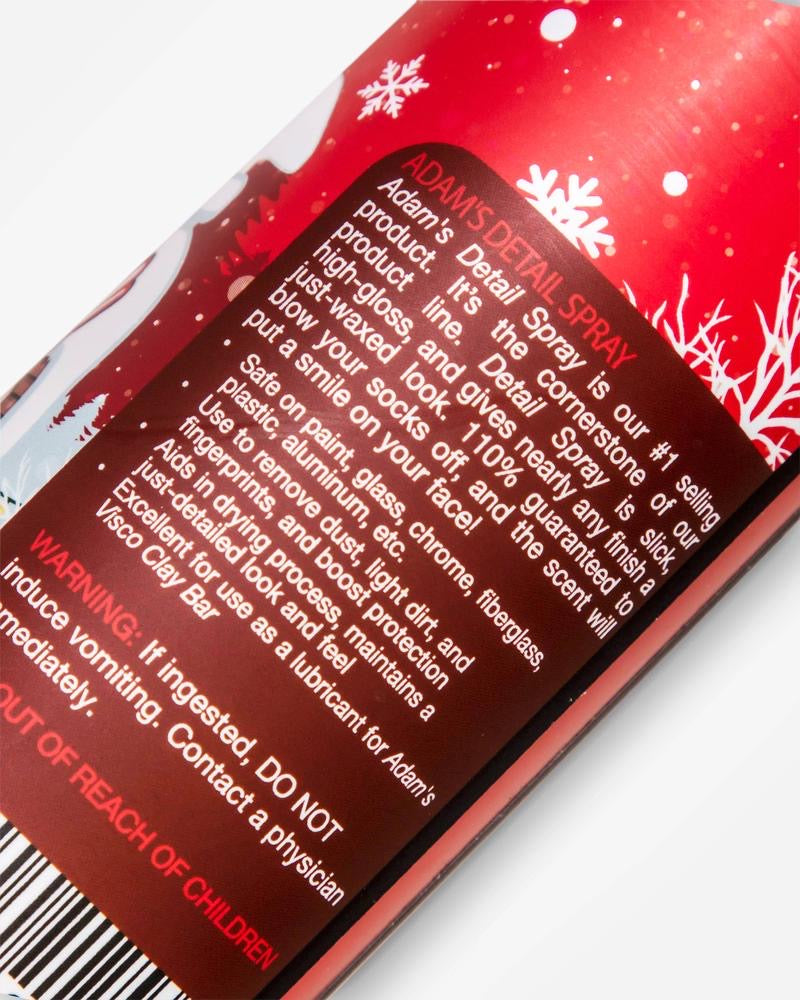 ADAM'S DETAIL SPRAY
Adam's Detail Spray is our #1 selling
product. It's the cornerstone of our
product line. Detail Spray is slick,
high-gloss, and gives nearly any finish a
just-waxed look. 110% guaranteed to
blow your socks off, and the scent will
put a smile on your face!
• Safe on paint, glass, chrome, fiberglass,
plastic, aluminum, etc.
• Use to remove dust, light dirt, and
fingerprints, and boost protection
• Aids in drying process, maintains a
just-detailed look and feel
• Excellent for use as a lubricant for Adam's
Visco Clay Bar
WARNING: If ingested, DO NOT
induce vomiting. Contact a physician
mediately.
OUT OF REACH OF CHILDREN